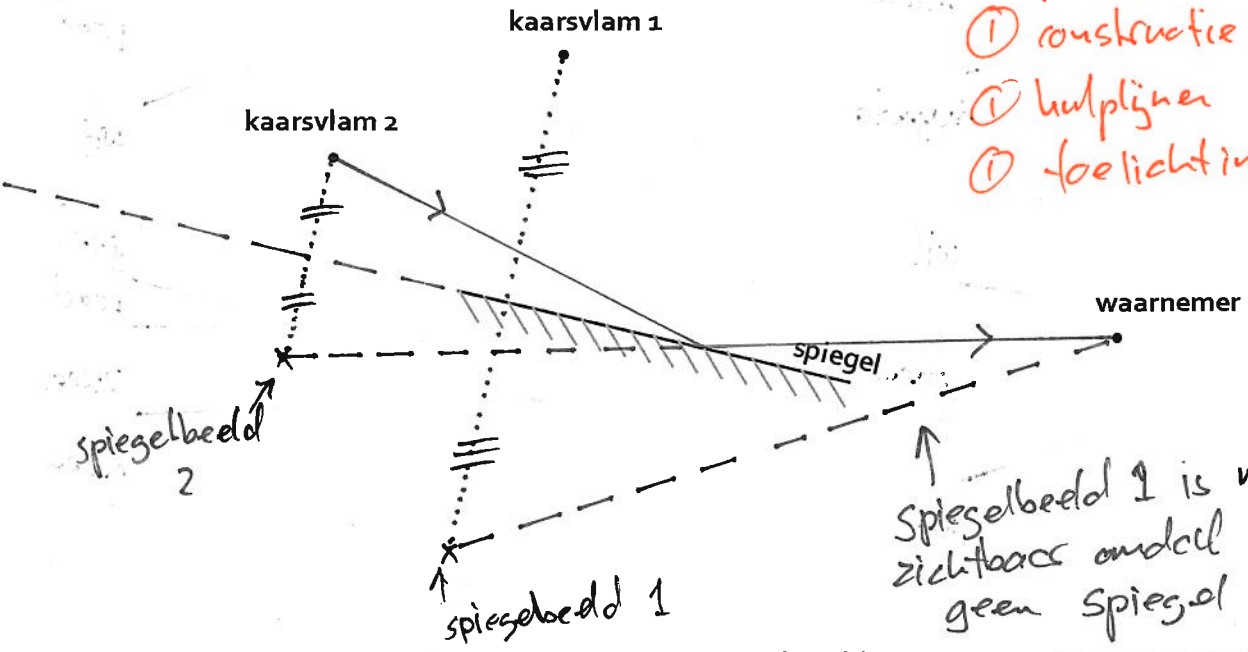 kaarsvlam 1
① constructie
① hulplijnen
① toelichtin
kaarsvlam 2
waarnemer
spiegel
spiegelbeeld
2
spiegelbeeld 1
spiegelbeeld 1 is
zichtbaar omdat
geen spiegel